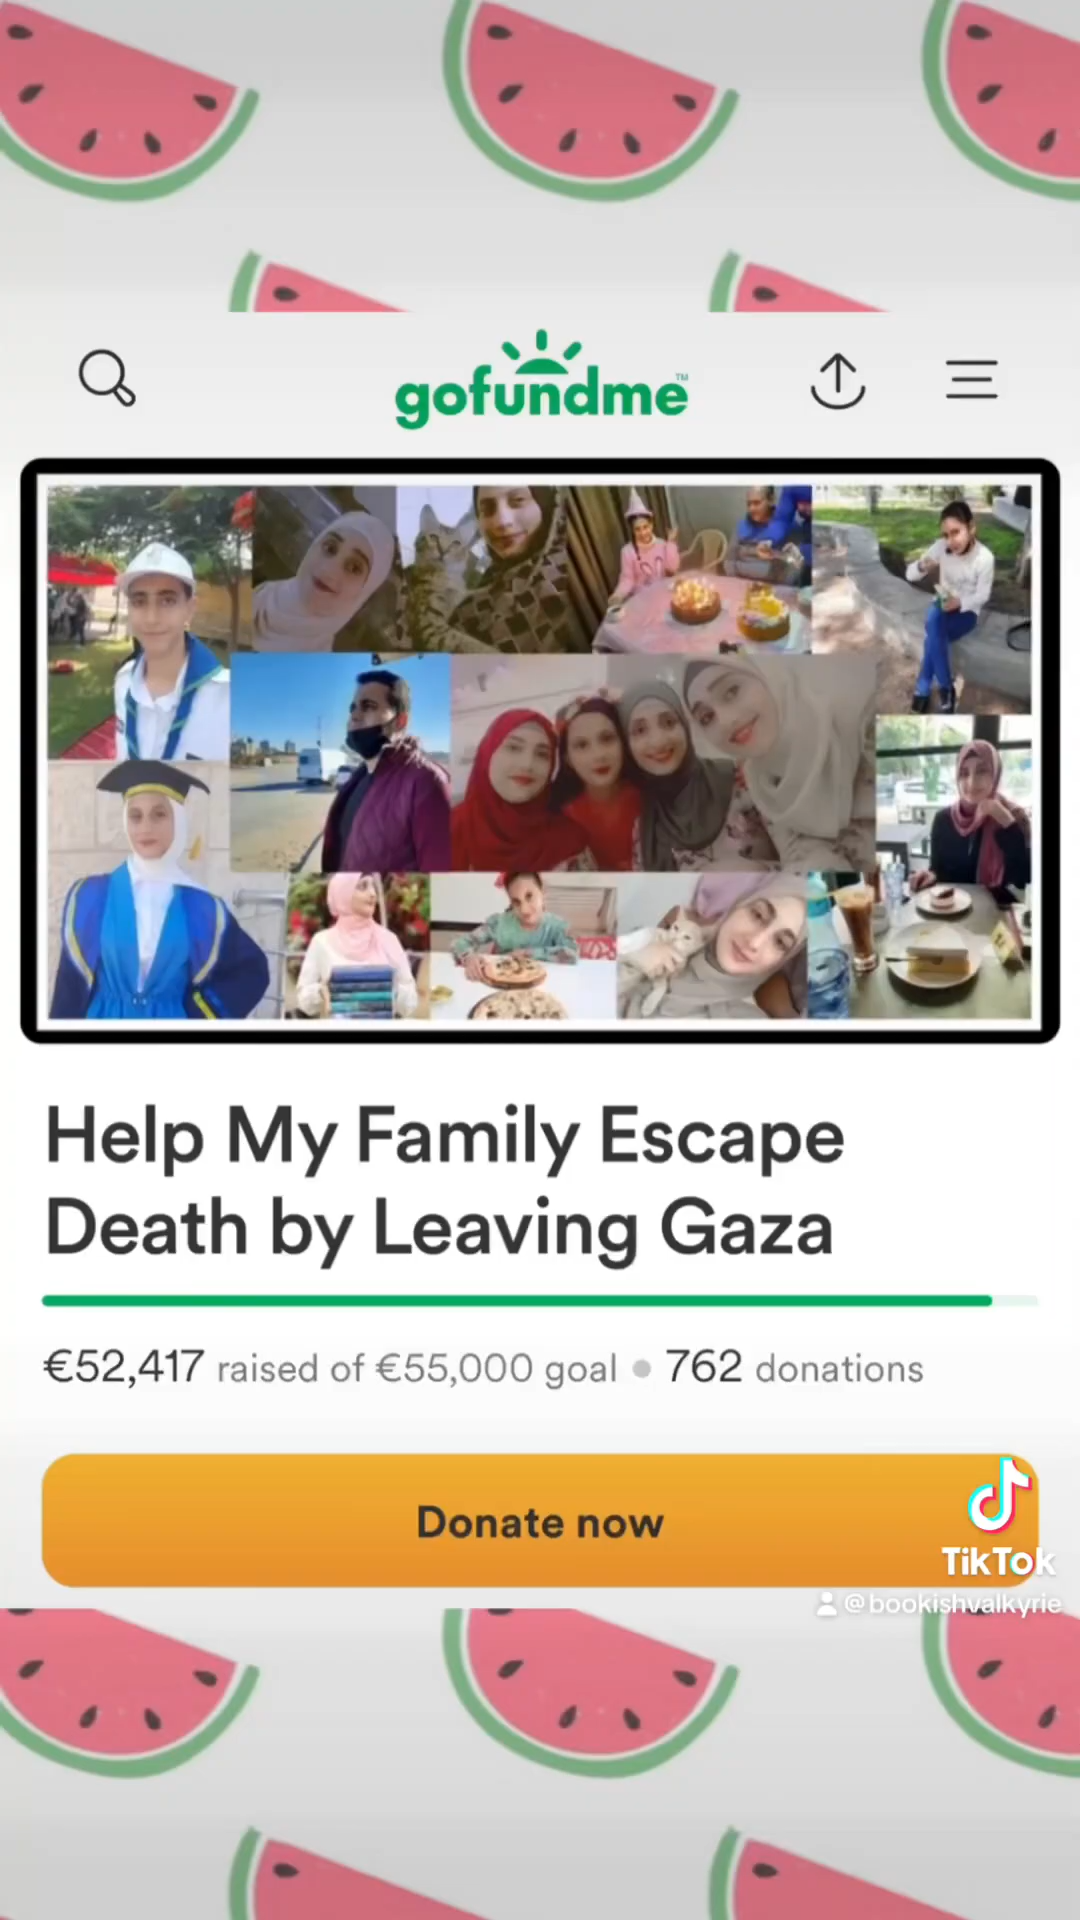 gofundme™
Help My Family Escape
Death by Leaving Gaza
€52,417 raised of €55,000 goal • 762 donations
Donate now
TikTok
@bookishvalkyrie